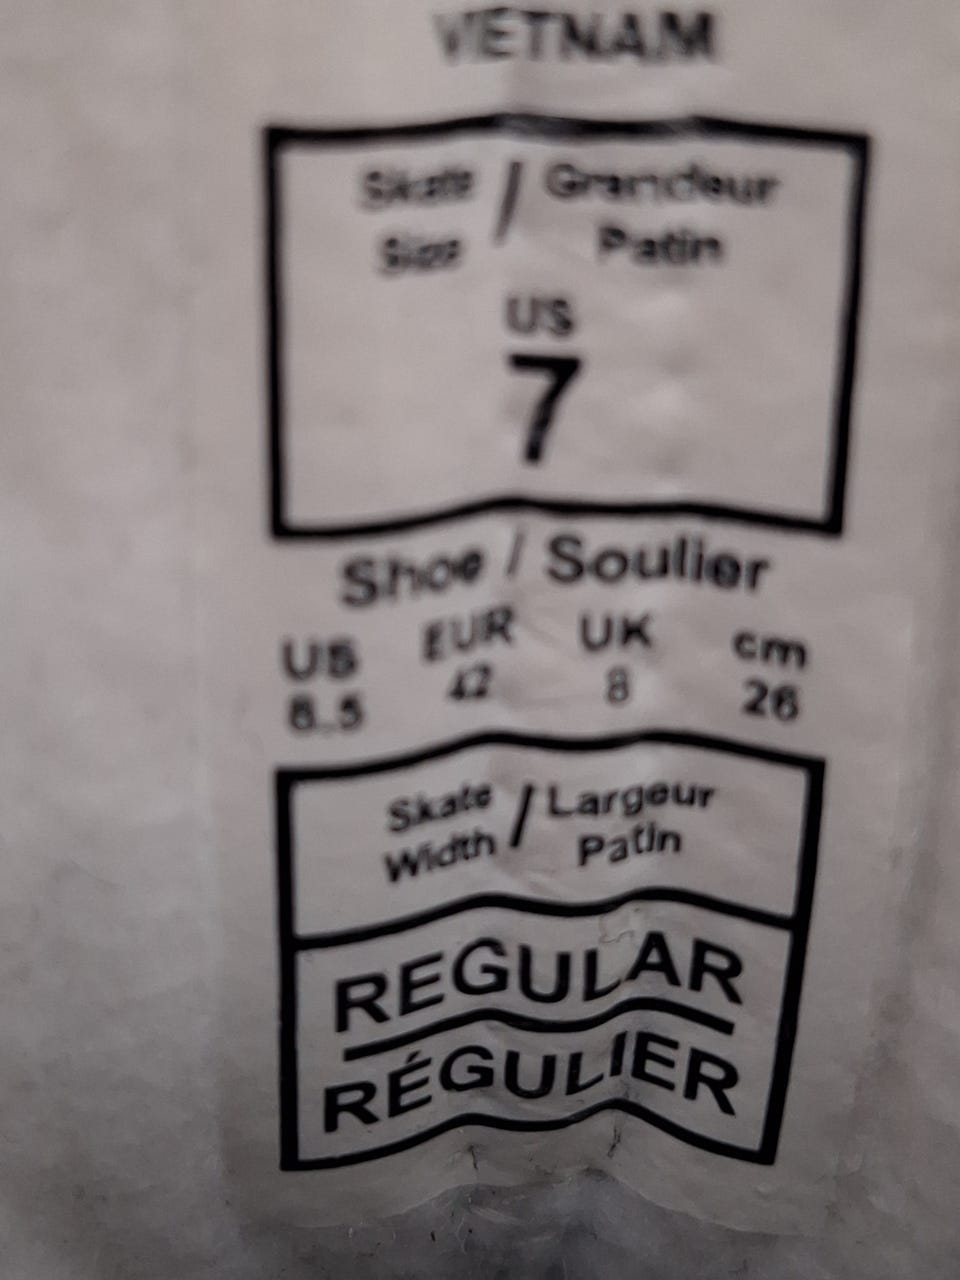 VIETNAM
Skate / Grandeur
Size Patin
US
7
Shoe / Soulier
US EUR UK cm
8.5 42 8 26
Skate / Largeur
Width Patin
REGULAR
RÉGULIER